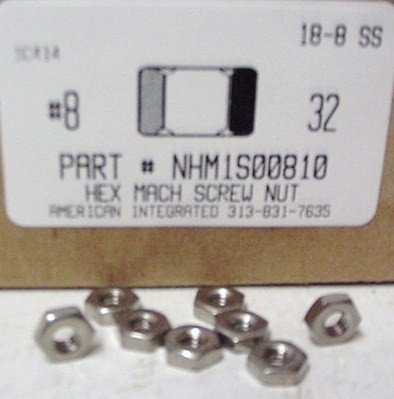 18-8 SS
#8 32
PART # NHM1S00810
HEX MACH SCREW NUT
AMERICAN INTEGRATED 313-831-7635